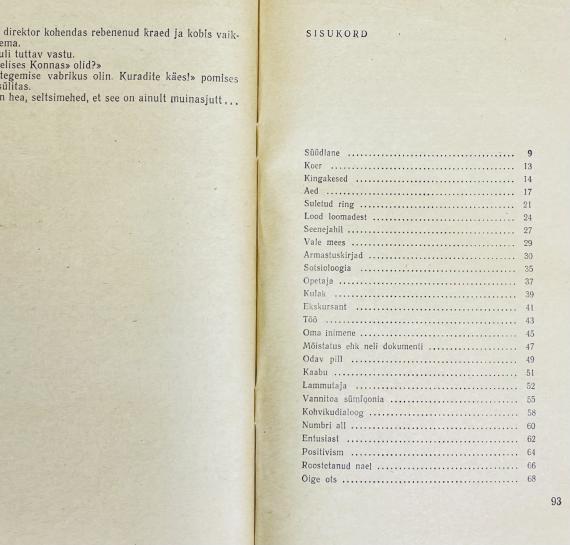 direktor kohendas rebenenud kraed ja kobis vaik-
ema.
uli tuttav vastu.
elises Konnas» olid?»
tegemise vabrikus olin. Kuradite käes!» pomises
sülitas.
n hea, seltsimehed, et see on ainult muinasjutt...
SISUKORD
Süüdlane 9
Koer 13
Kingakesed 14
Aed 17
Suletud ring 21
Lood loomadest 24
Seenejahil 27
Vale mees 29
Armastuskirjad 30
Sotsioloogia 35
Õpetaja 37
Kulak 39
Ekskursant 41
Töö 43
Oma inimene 45
Mõistatus ehk neli dokumenti 47
Odav pill 49
Kaabu 51
Lammutaja 52
Vannitoa sümfoonia 55
Kohvikudialoog 58
Numbri all 60
Entusiast 62
Positivism 64
Roostetanud nael 66
Õige ots 68
93